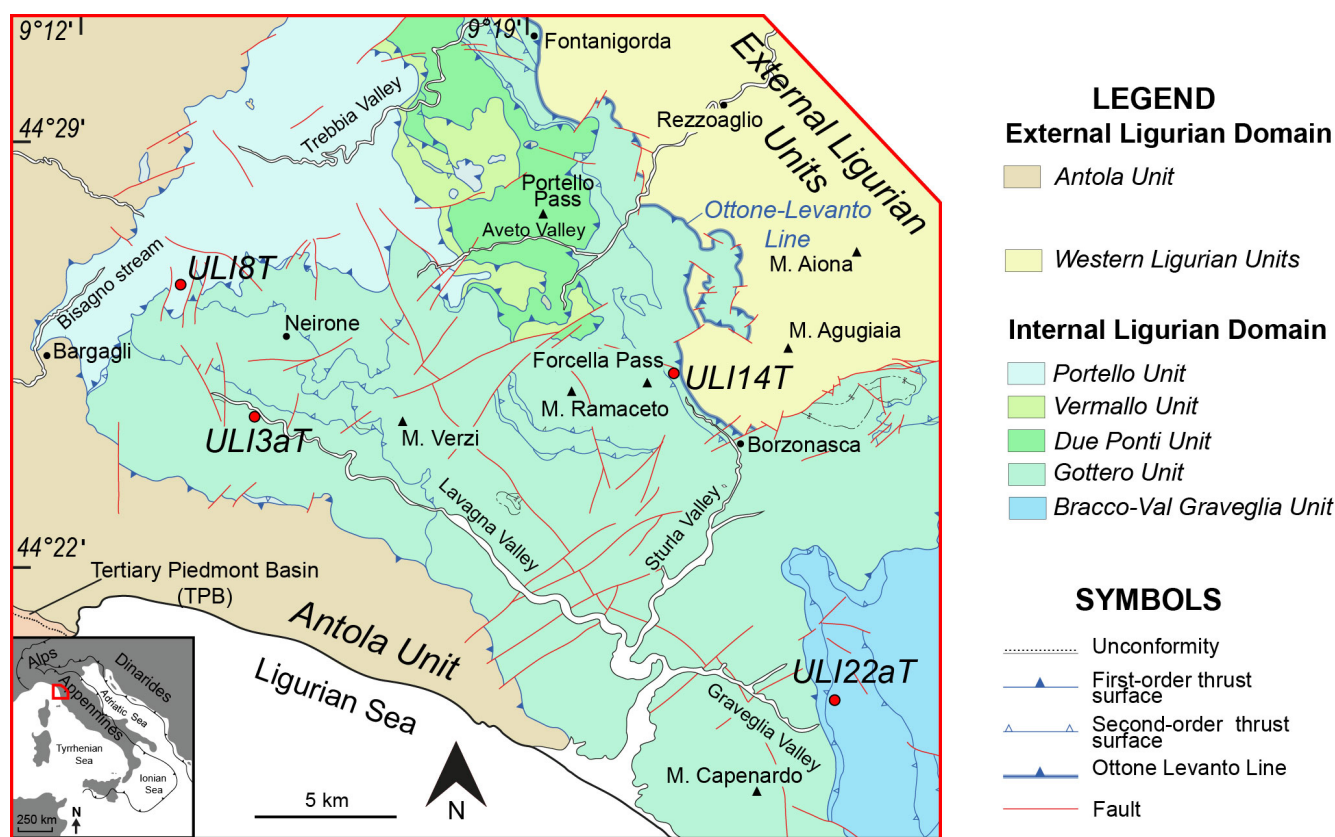 9°12'
9°19'
Fontanigorda
External Ligurian
Units
Trebbia Valley
44°29'
Rezzoaglio
Portello
Pass
Aveto Valley
Ottone-Levanto
Line
M. Aiona
ULI8T
Bisagno stream
Neirone
M. Agugiaia
Bargagli
Forcella Pass
ULI14T
M. Ramaceto
ULI3aT
M. Verzi
Borzonasca
Lavagna Valley
Sturla Valley
44°22'
Tertiary Piedmont Basin
(TPB)
Antola Unit
Ligurian Sea
ULI22aT
Graveglia Valley
M. Capenardo
5 km
N
Alps
Dinarides
Appennines
Adriatic Sea
Tyrrhenian
Sea
Ionian
Sea
N
250 km
LEGEND
External Ligurian Domain
Antola Unit
Western Ligurian Units
Internal Ligurian Domain
Portello Unit
Vermallo Unit
Due Ponti Unit
Gottero Unit
Bracco-Val Graveglia Unit
SYMBOLS
Unconformity
First-order thrust
surface
Second-order thrust
surface
Ottone Levanto Line
Fault